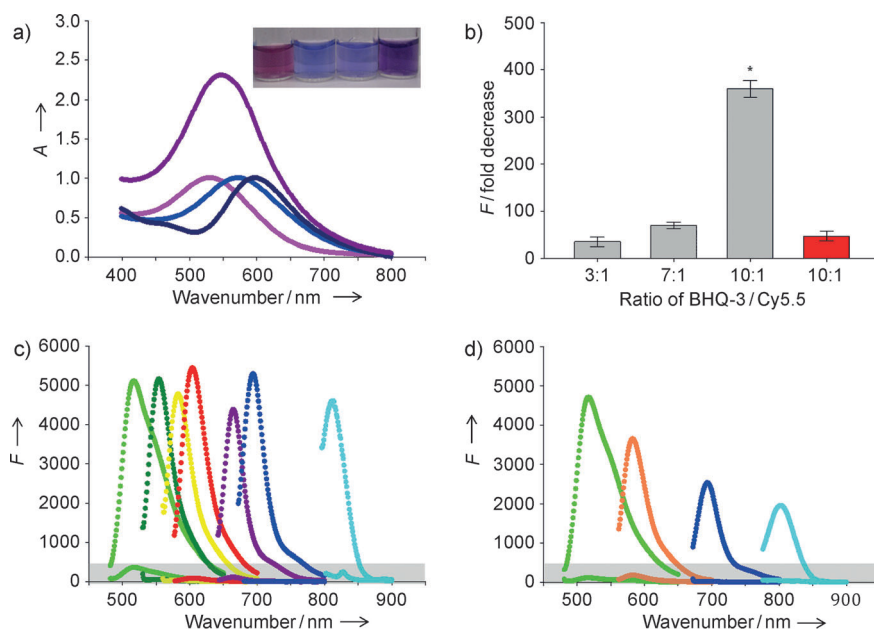 a)
3.0
2.5
2.0
1.5
1.0
0.5
0.0
A →
400 500 600 700 800
Wavenumber / nm →
b)
500
400
300
200
100
0
F / fold decrease
*
3:1 7:1 10:1 10:1
Ratio of BHQ-3 / Cy5.5
c)
6000
5000
4000
3000
2000
1000
0
F →
500 600 700 800 900
Wavenumber / nm →
d)
6000
5000
4000
3000
2000
1000
0
F →
500 600 700 800 900
Wavenumber / nm →